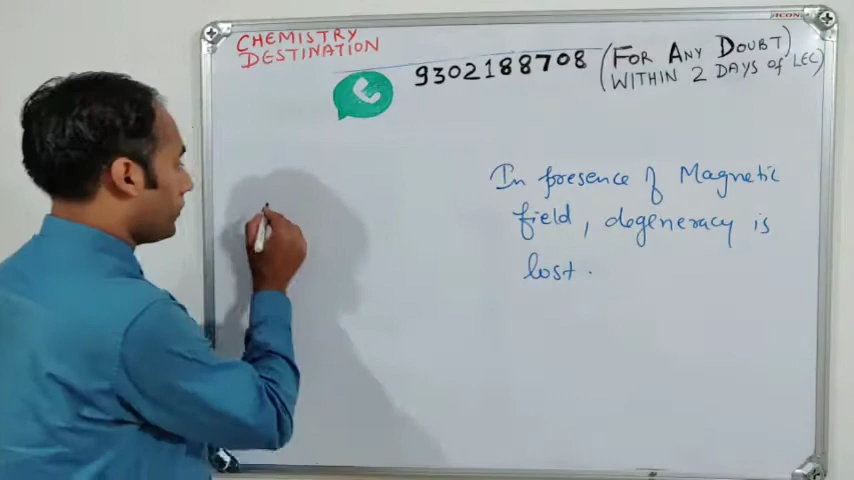 ICON
CHEMISTRY
DESTINATION
9302188708 (FOR ANY DOUBT)
(WITHIN 2 DAYS of LEC)
In presence of Magnetic
field, degeneracy is
lost.